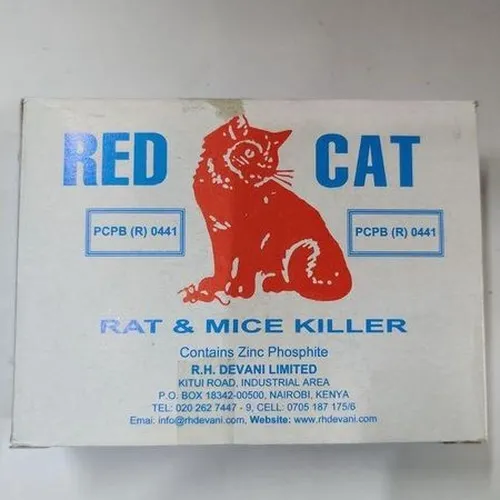 RED CAT
PCPB (R) 0441 PCPB (R) 0441
RAT & MICE KILLER
Contains Zinc Phosphite
R.H. DEVANI LIMITED
KITUI ROAD, INDUSTRIAL AREA
P.O. BOX 18342-00500, NAIROBI, KENYA
TEL: 020 262 7447 - 9, CELL: 0705 187 175/6
Emai: info@rhdevani.com, Website: www.rhdevani.com